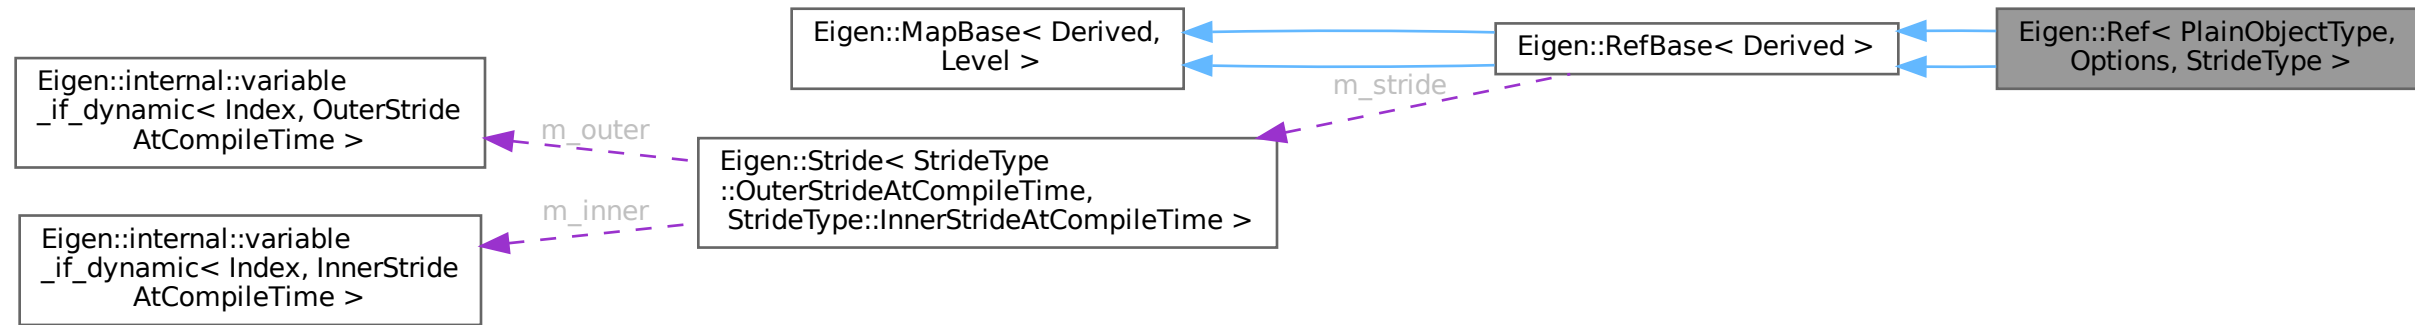 Eigen::internal::variable
_if_dynamic< Index, OuterStride
AtCompileTime >
Eigen::internal::variable
_if_dynamic< Index, InnerStride
AtCompileTime >
m_outer
m_inner
Eigen::Stride< StrideType
::OuterStrideAtCompileTime,
StrideType::InnerStrideAtCompileTime >
Eigen::MapBase< Derived,
Level >
m_stride
Eigen::RefBase< Derived >
Eigen::Ref< PlainObjectType,
Options, StrideType >